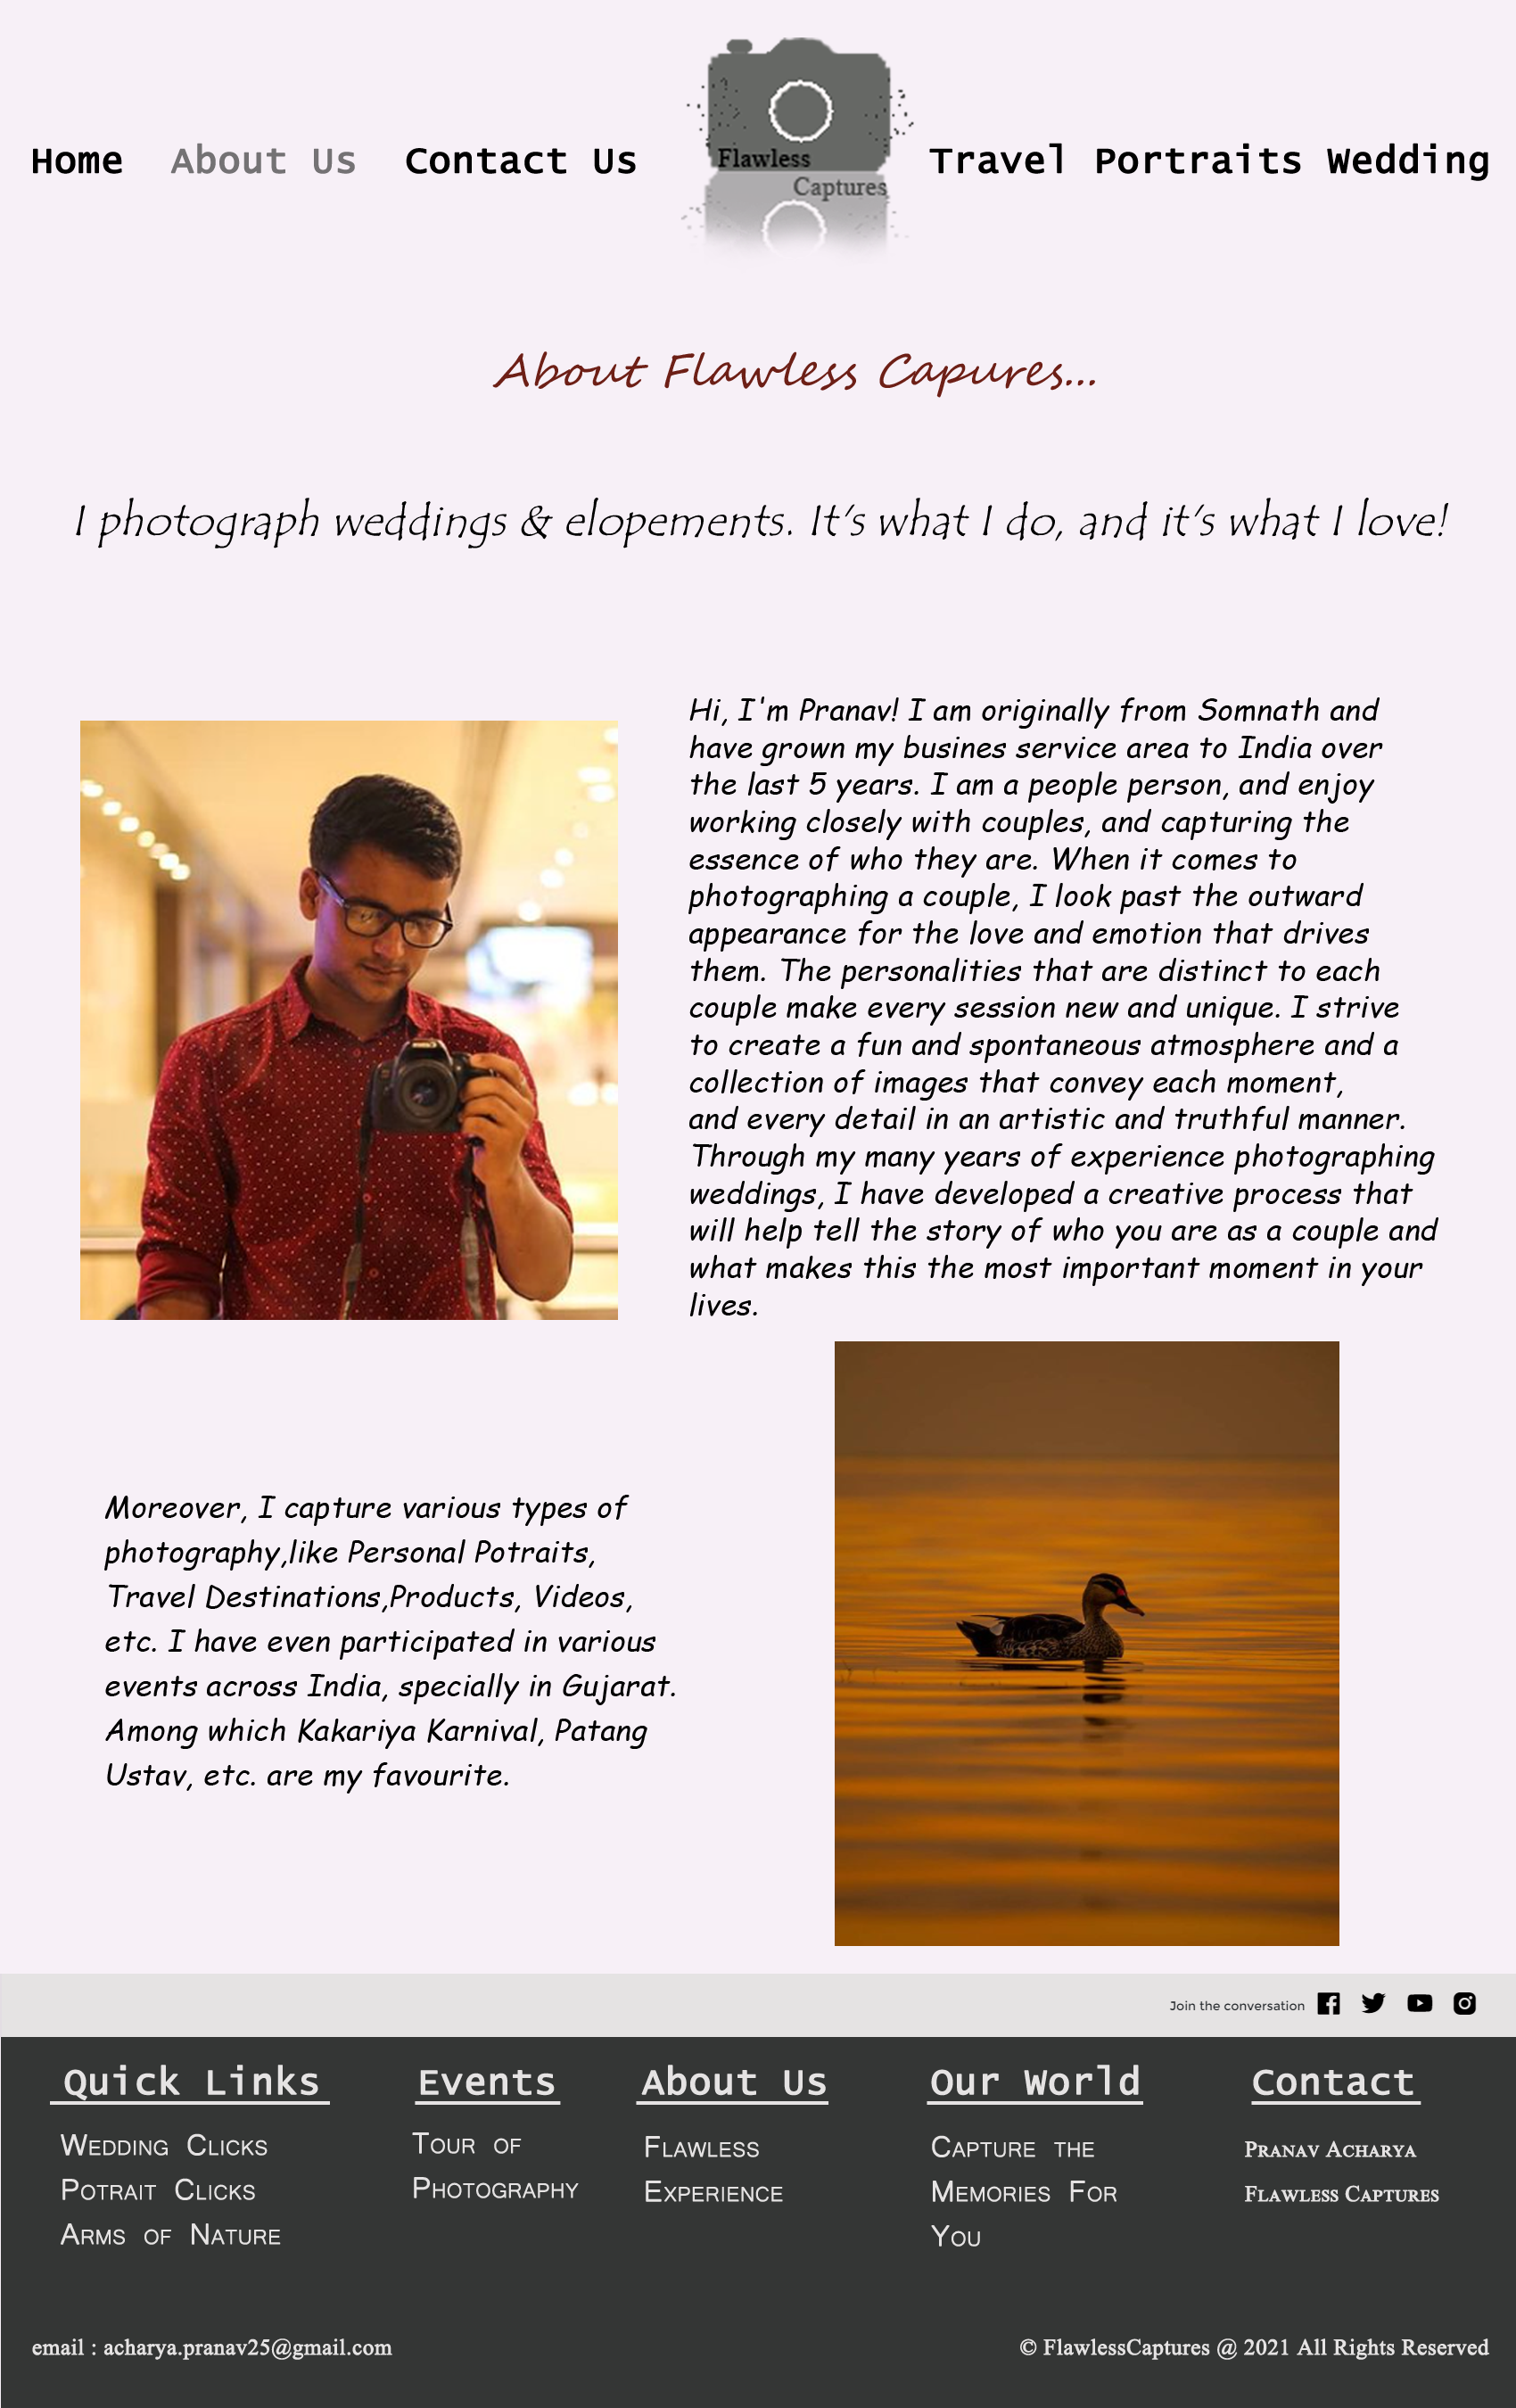 Home About Us Contact Us Travel Portraits Wedding
Flawless
Captures
About Flawless Capures...
I photograph weddings & elopements. It's what I do, and it's what I love!
Hi, I'm Pranav! I am originally from Somnath and
have grown my busines service area to India over
the last 5 years. I am a people person, and enjoy
working closely with couples, and capturing the
essence of who they are. When it comes to
photographing a couple, I look past the outward
appearance for the love and emotion that drives
them. The personalities that are distinct to each
couple make every session new and unique. I strive
to create a fun and spontaneous atmosphere and a
collection of images that convey each moment,
and every detail in an artistic and truthful manner.
Through my many years of experience photographing
weddings, I have developed a creative process that
will help tell the story of who you are as a couple and
what makes this the most important moment in your
lives.
Moreover, I capture various types of
photography,like Personal Potraits,
Travel Destinations,Products, Videos,
etc. I have even participated in various
events across India, specially in Gujarat.
Among which Kakariya Karnival, Patang
Ustav, etc. are my favourite.
Join the conversation
Quick Links
Wedding Clicks
Potrait Clicks
Arms of Nature
Events
Tour of
Photography
About Us
Flawless
Experience
Our World
Capture the
Memories For
You
Contact
Pranav Acharya
Flawless Captures
email : acharya.pranav25@gmail.com
© FlawlessCaptures @ 2021 All Rights Reserved